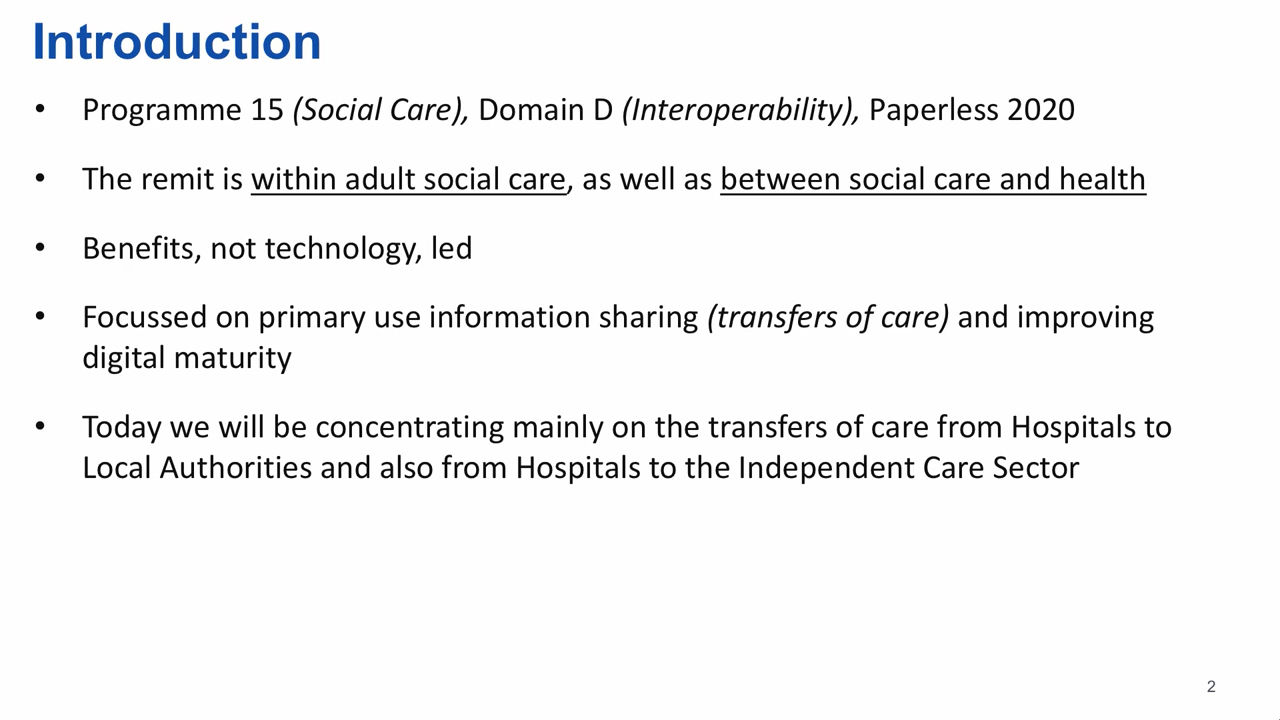 Introduction
• Programme 15 (Social Care), Domain D (Interoperability), Paperless 2020
• The remit is within adult social care, as well as between social care and health
• Benefits, not technology, led
• Focussed on primary use information sharing (transfers of care) and improving
digital maturity
• Today we will be concentrating mainly on the transfers of care from Hospitals to
Local Authorities and also from Hospitals to the Independent Care Sector
2